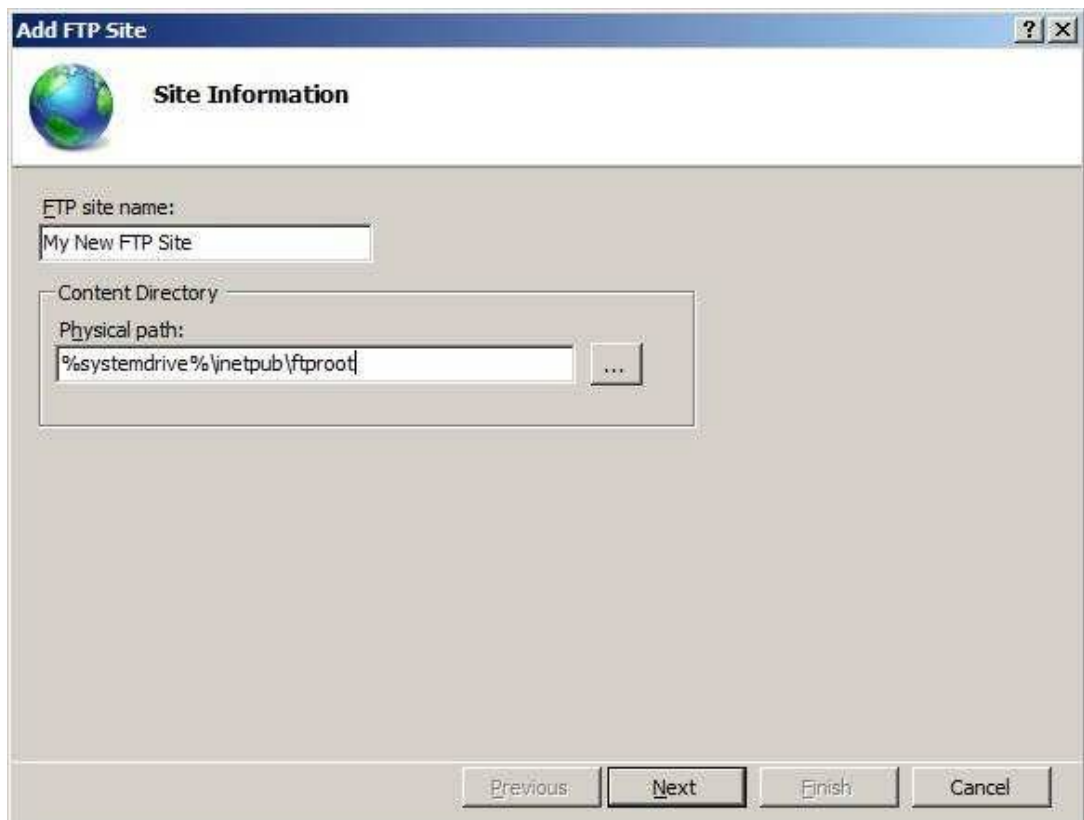 Add FTP Site
Site Information
FTP site name:
My New FTP Site
Content Directory
Physical path:
%systemdrive%\inetpub\ftproot
...
Previous Next Finish Cancel